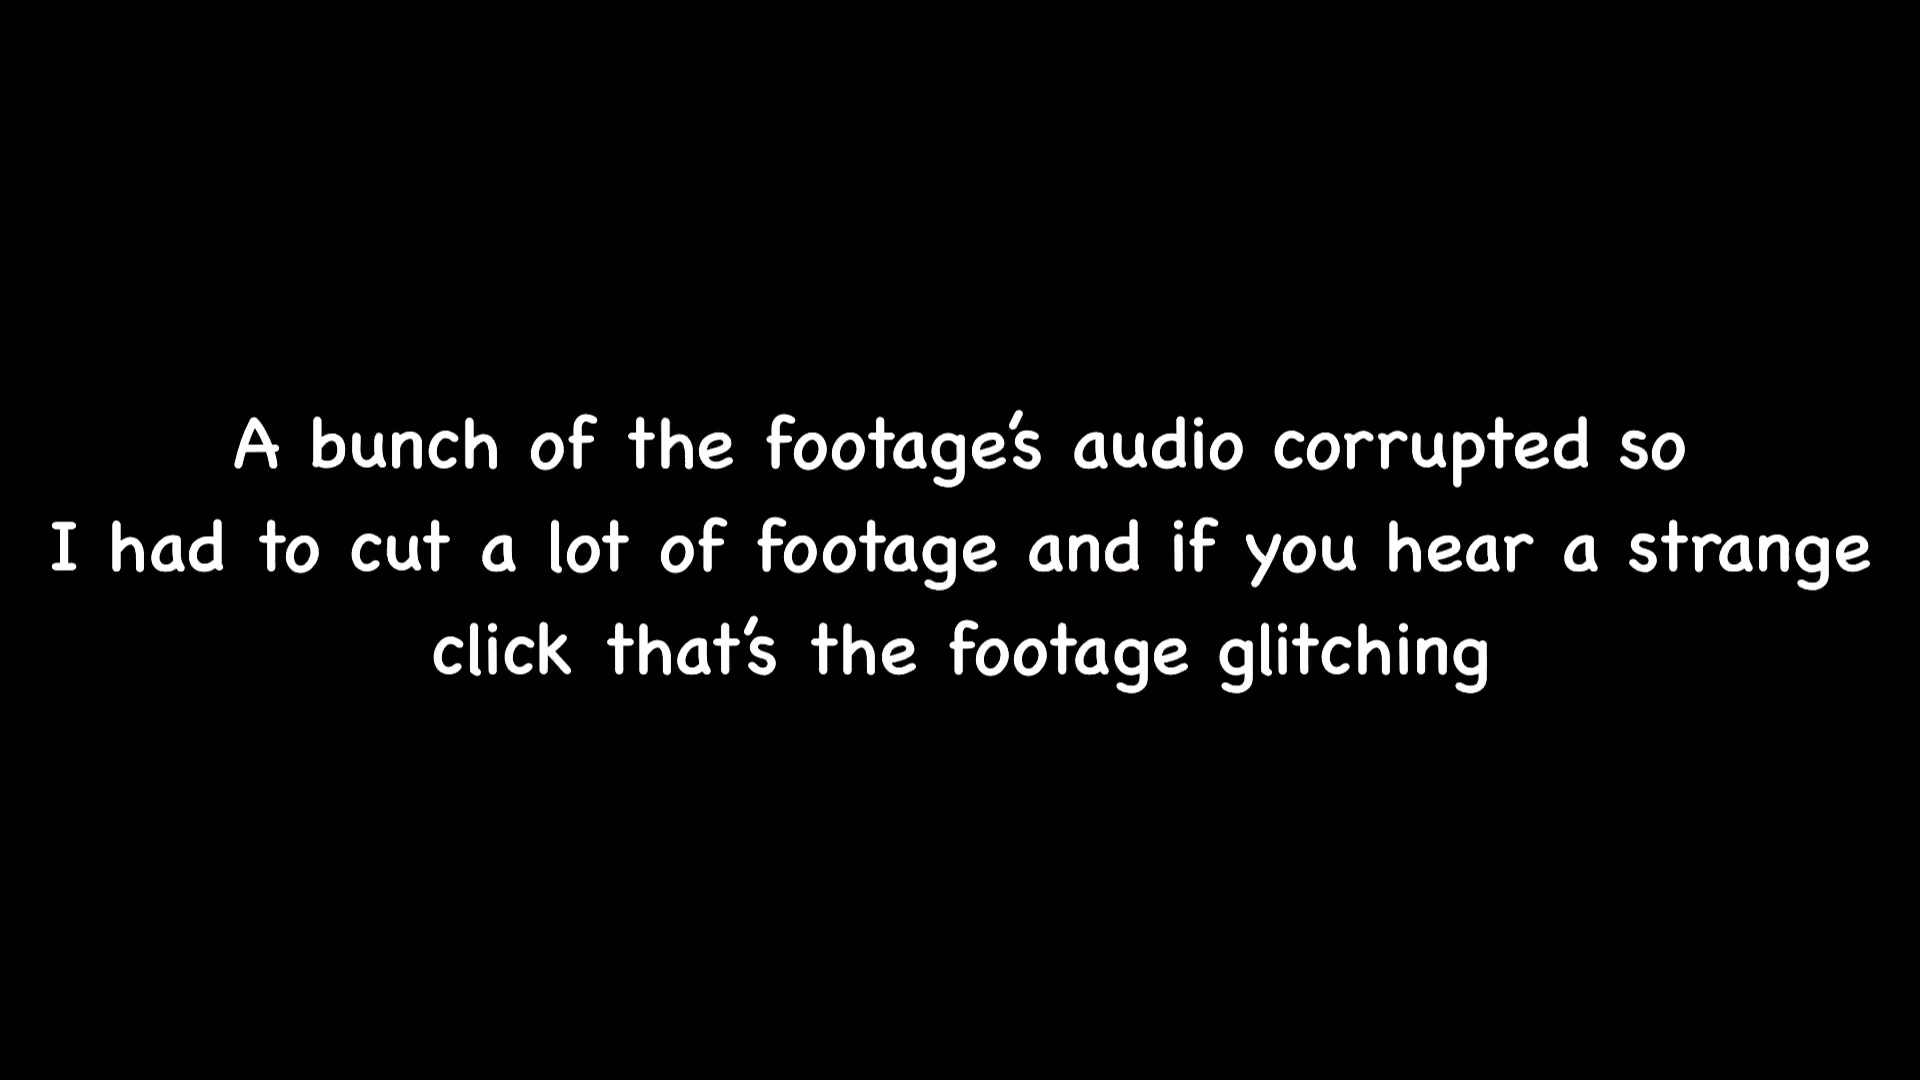 A bunch of the footage's audio corrupted so
I had to cut a lot of footage and if you hear a strange
click that's the footage glitching